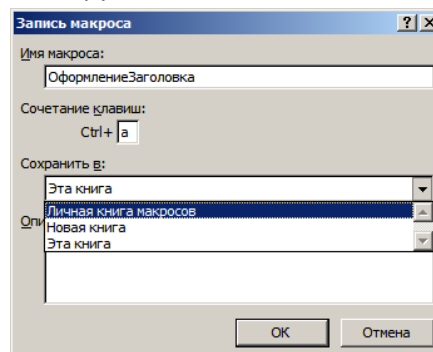 Запись макроса
Имя макроса:
ОформлениеЗаголовка
Сочетание клавиш:
Ctrl+ a
Сохранить в:
Эта книга
Личная книга макросов
Новая книга
Эта книга
ОК Отмена